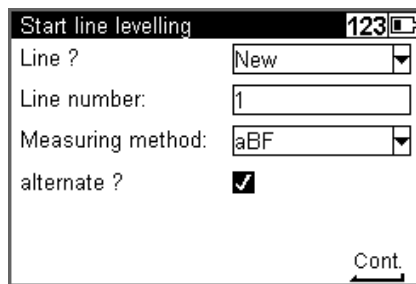 Start line levelling 123
Line ? New
Line number: 1
Measuring method: aBF
alternate ?
Cont.